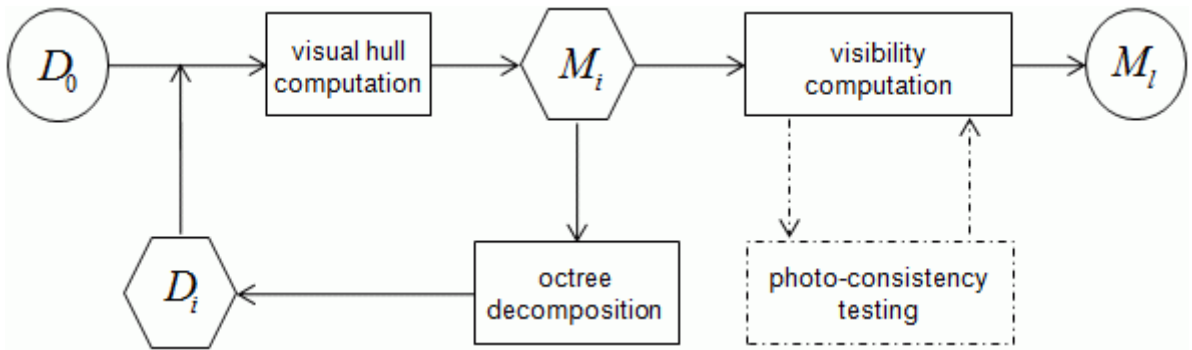 D₀
visual hull
computation
Mᵢ
visibility
computation
Mₗ
Dᵢ
octree
decomposition
photo-consistency
testing